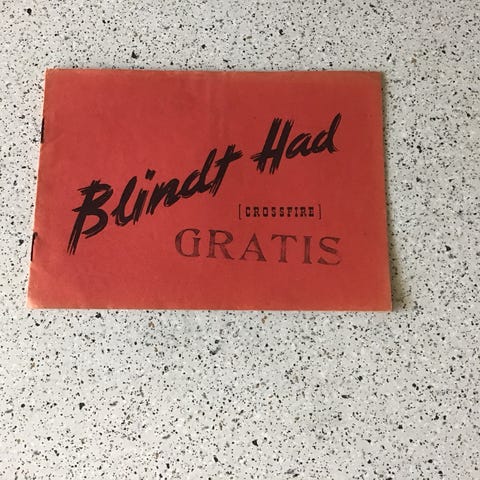 Blindt Had
[CROSSFIRE]
GRATIS